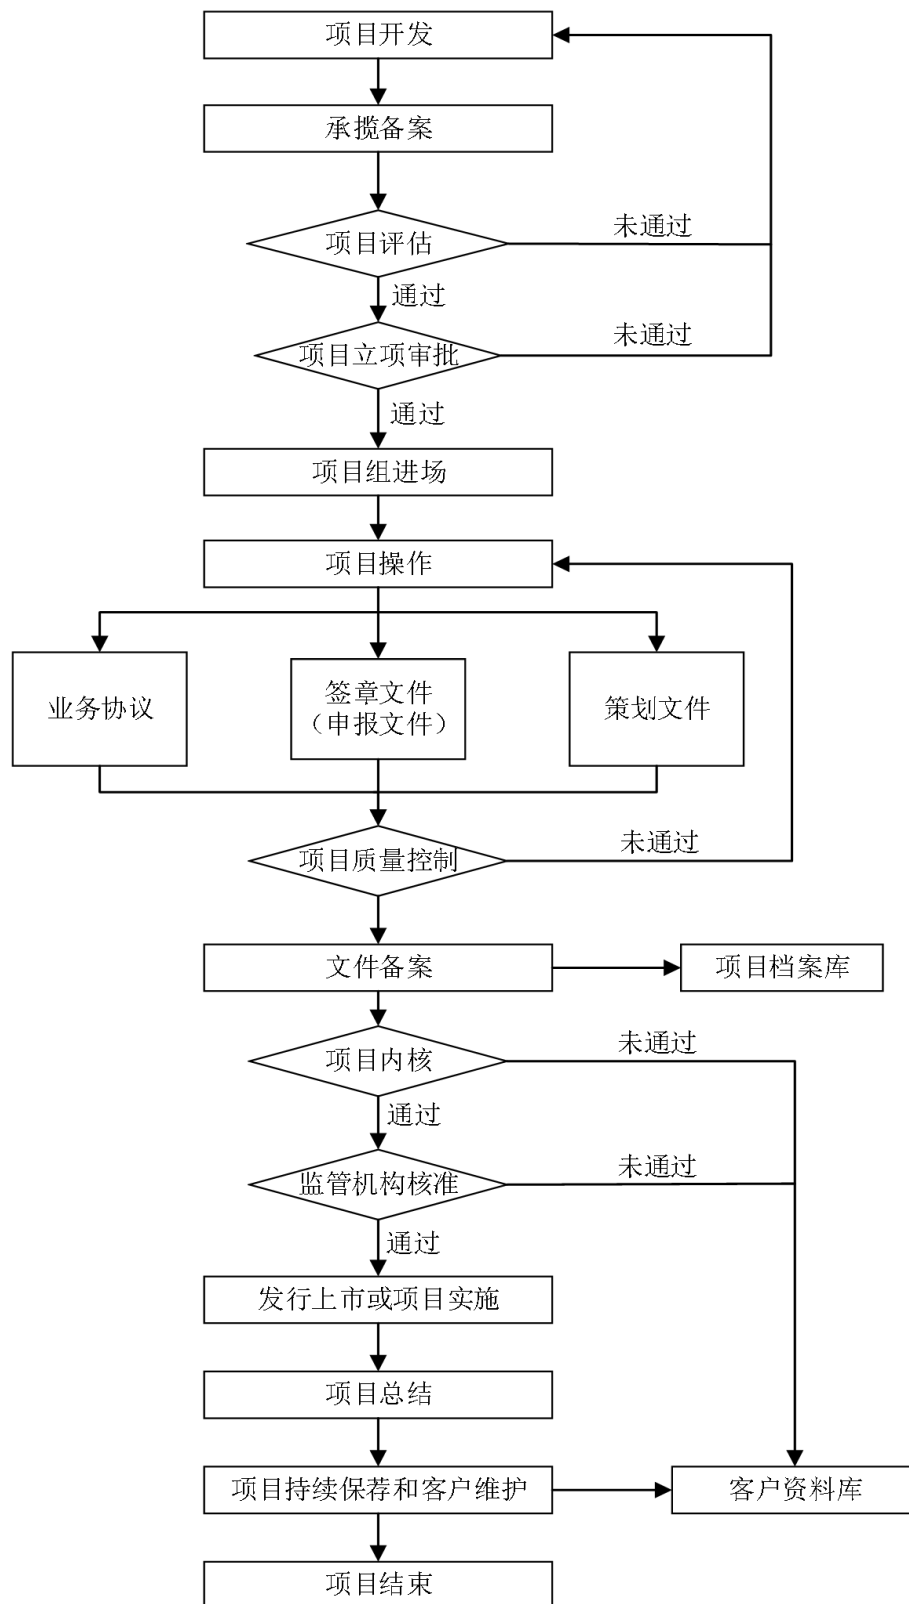 项目开发
承揽备案
项目评估
未通过
通过
项目立项审批
未通过
通过
项目组进场
项目操作
业务协议
签章文件
（申报文件）
策划文件
项目质量控制
未通过
文件备案
项目档案库
项目内核
未通过
通过
监管机构核准
未通过
通过
发行上市或项目实施
项目总结
项目持续保荐和客户维护
客户资料库
项目结束